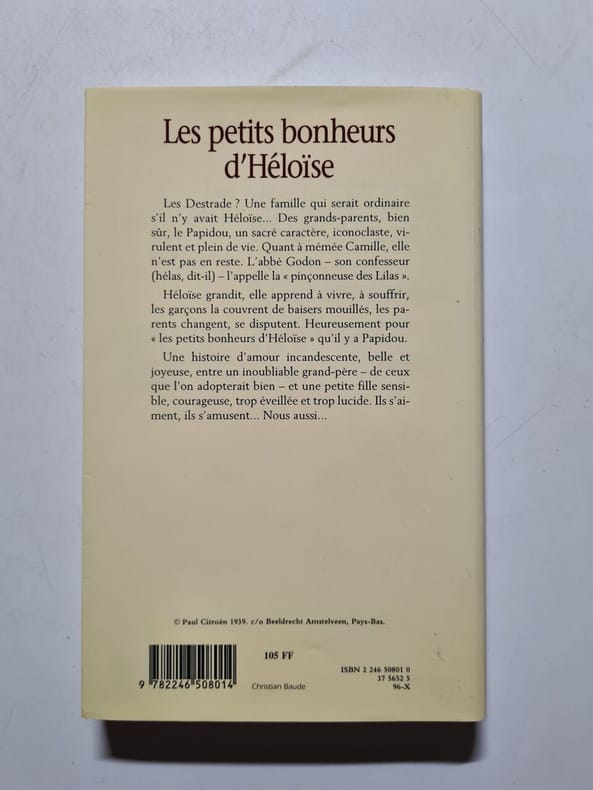 Les petits bonheurs
d'Héloïse
Les Destrade ? Une famille qui serait ordinaire
s'il n'y avait Héloïse... Des grands-parents, bien
sûr, le Papidou, un sacré caractère, iconoclaste, vi-
rulent et plein de vie. Quant à mémée Camille, elle
n'est pas en reste. L'abbé Godon – son confesseur
(hélas, dit-il) – l'appelle la « pinçonneuse des Lilas ».
Héloïse grandit, elle apprend à vivre, à souffrir,
les garçons la couvrent de baisers mouillés, les pa-
rents changent, se disputent. Heureusement pour
« les petits bonheurs d'Héloïse » qu'il y a Papidou.
Une histoire d'amour incandescente, belle et
joyeuse, entre un inoubliable grand-père – de ceux
que l'on adopterait bien – et une petite fille sensi-
ble, courageuse, trop éveillée et trop lucide. Ils s'ai-
ment, ils s'amusent... Nous aussi...
© Paul Citroën 1939. c/o Beeldrecht Amstelveen, Pays-Bas.
105 FF
ISBN 2 246 50801 0
37 5652 5
96-X
9 782246 508014
Christian Baude